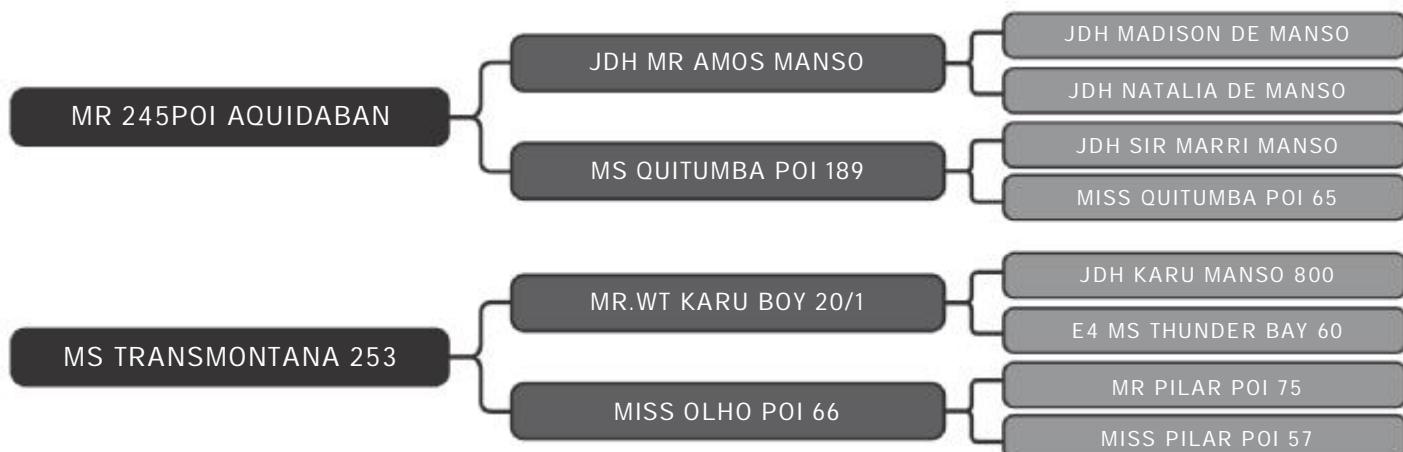 JDH MADISON DE MANSO
JDH MR AMOS MANSO
JDH NATALIA DE MANSO
MR 245POI AQUIDABAN
JDH SIR MARRI MANSO
MS QUITUMBA POI 189
MISS QUITUMBA POI 65
JDH KARU MANSO 800
MR.WT KARU BOY 20/1
E4 MS THUNDER BAY 60
MS TRANSMONTANA 253
MR PILAR POI 75
MISS OLHO POI 66
MISS PILAR POI 57